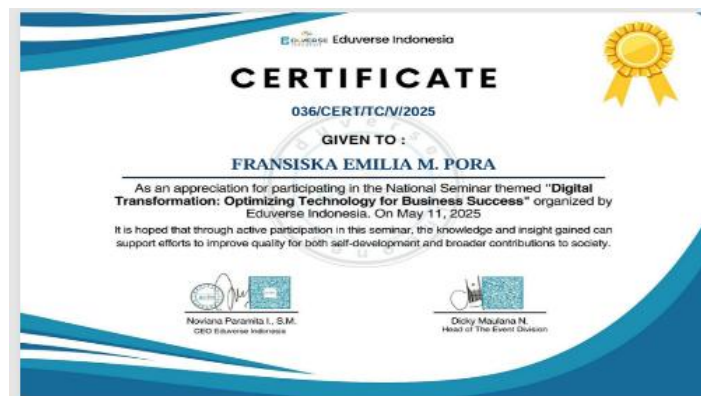 EDUVERSE Eduverse Indonesia
CERTIFICATE
036/CERT/TC/V/2025
GIVEN TO :
FRANSISKA EMILIA M. PORA
As an appreciation for participating in the National Seminar themed "Digital
Transformation: Optimizing Technology for Business Success" organized by
Eduverse Indonesia. On May 11, 2025
It is hoped that through active participation in this seminar, the knowledge and insight gained can
support efforts to improve quality for both self-development and broader contributions to society.
Noviana Paramita I., S.M.
CEO Eduverse Indonesia
Dicky Maulana N.
Head of The Event Division